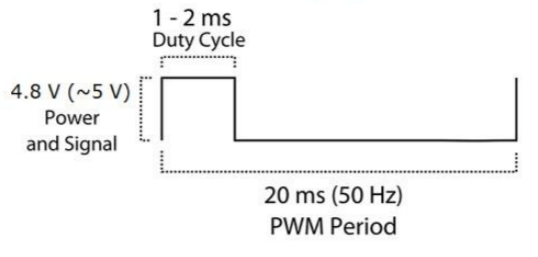 1 - 2 ms
Duty Cycle
4.8 V (~5 V)
Power
and Signal
20 ms (50 Hz)
PWM Period